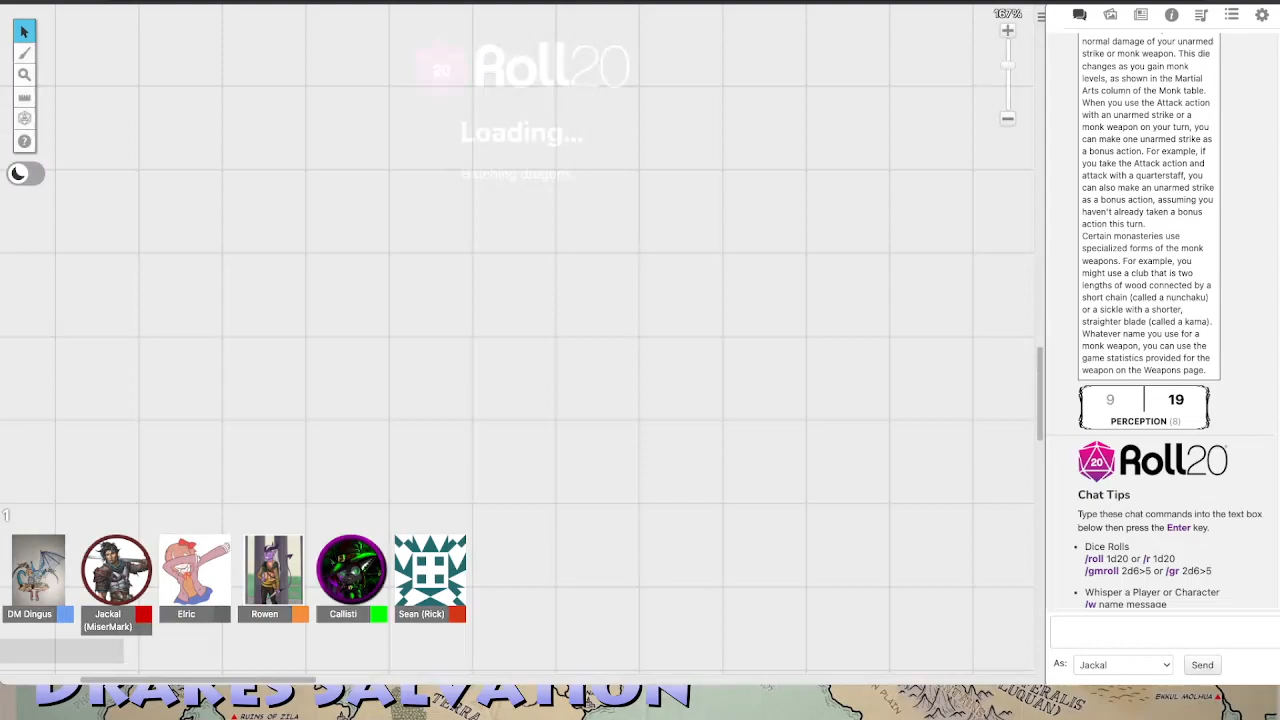 167%
20 Roll20
Loading...
normal damage of your unarmed
strike or monk weapon. This die
changes as you gain monk
levels, as shown in the Martial
Arts column of the Monk table.
When you use the Attack action
with an unarmed strike or a
monk weapon on your turn, you
can make one unarmed strike as
a bonus action. For example, if
you take the Attack action and
attack with a quarterstaff, you
can also make an unarmed strike
as a bonus action, assuming you
haven't already taken a bonus
action this turn.
Certain monasteries use
specialized forms of the monk
weapons. For example, you
might use a club that is two
lengths of wood connected by a
short chain (called a nunchaku)
or a sickle with a shorter,
straighter blade (called a kama).
Whatever name you use for a
monk weapon, you can use the
game statistics provided for the
weapon on the Weapons page.
9 19
PERCEPTION (8)
20 Roll20
Chat Tips
Type these chat commands into the text box
below then press the Enter key.
• Dice Rolls
/roll 1d20 or /r 1d20
/gmroll 2d6>5 or /gr 2d6>5
• Whisper a Player or Character
/w name message
As: Jackal Send
1
DM Dingus
Jackal
(MiserMark)
Elric
Rowen
Callisti
Sean (Rick)
DRAKES SALVATION
RUINS OF ZILA
EKKUL MOLHUA